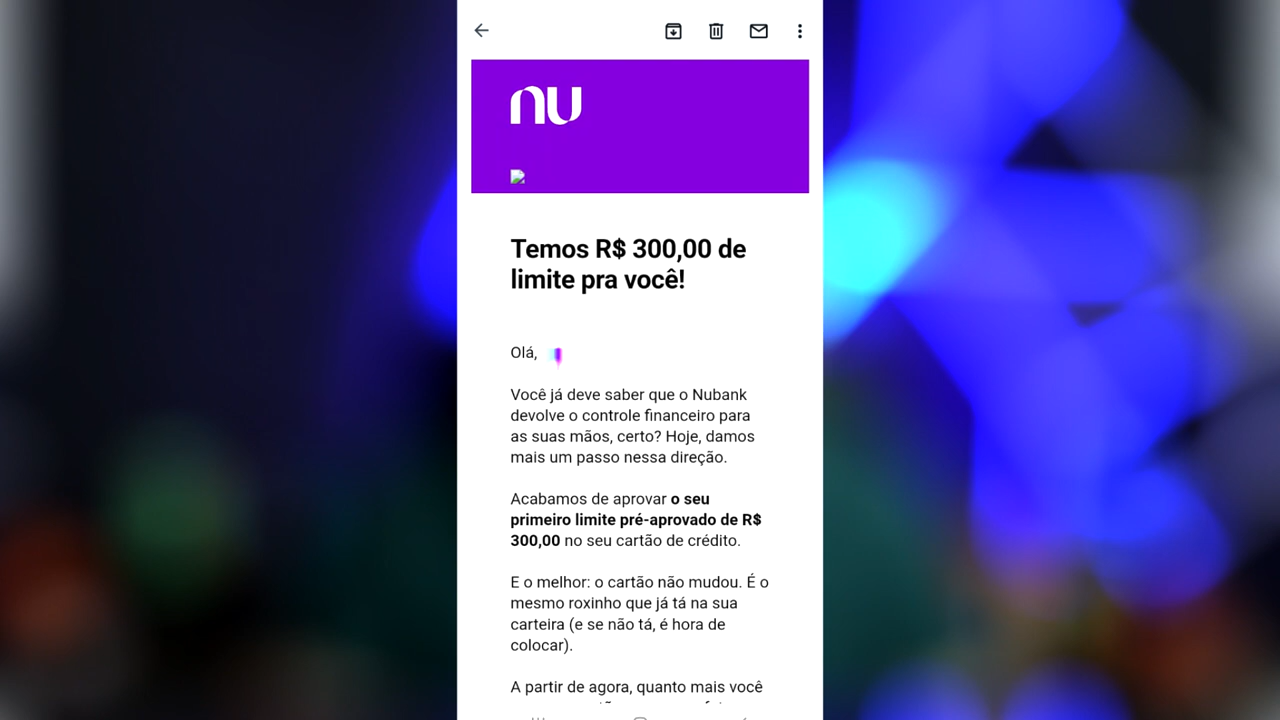 nu
Temos R$ 300,00 de
limite pra você!
Olá,
Você já deve saber que o Nubank
devolve o controle financeiro para
as suas mãos, certo? Hoje, damos
mais um passo nessa direção.
Acabamos de aprovar o seu
primeiro limite pré-aprovado de R$
300,00 no seu cartão de crédito.
E o melhor: o cartão não mudou. É o
mesmo roxinho que já tá na sua
carteira (e se não tá, é hora de
colocar).
A partir de agora, quanto mais você